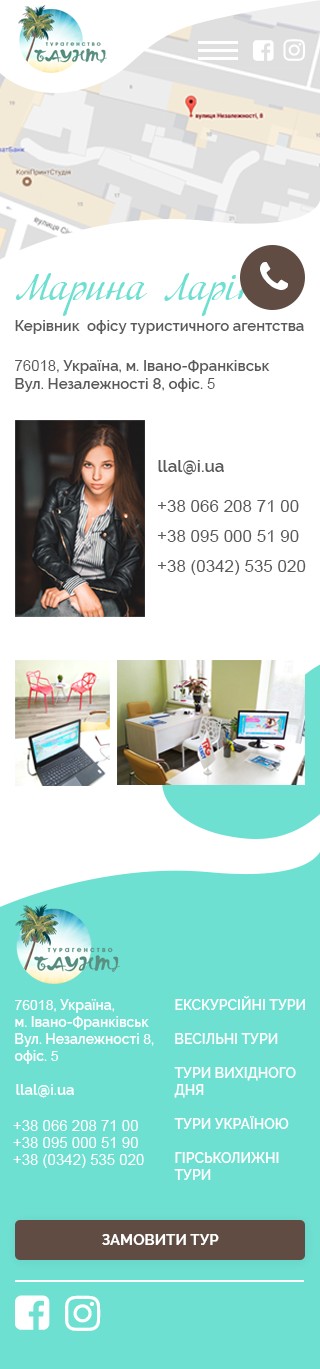 турагенство
БАУНТІ
вулиця Незалежності, 8
КопіПринтСтудія
Марина
Керівник офісу туристичного агентства
76018, Україна, м. Івано-Франківськ
Вул. Незалежності 8, офіс. 5
llal@i.ua
+38 066 208 71 00
+38 095 000 51 90
+38 (0342) 535 020
турагенство
БАУНТІ
76018, Україна,
м. Івано-Франківськ
Вул. Незалежності 8,
офіс. 5
llal@i.ua
+38 066 208 71 00
+38 095 000 51 90
+38 (0342) 535 020
ЕКСКУРСІЙНІ ТУРИ
ВЕСІЛЬНІ ТУРИ
ТУРИ ВИХІДНОГО
ДНЯ
ТУРИ УКРАЇНОЮ
ГІРСЬКОЛИЖНІ
ТУРИ
ЗАМОВИТИ ТУР